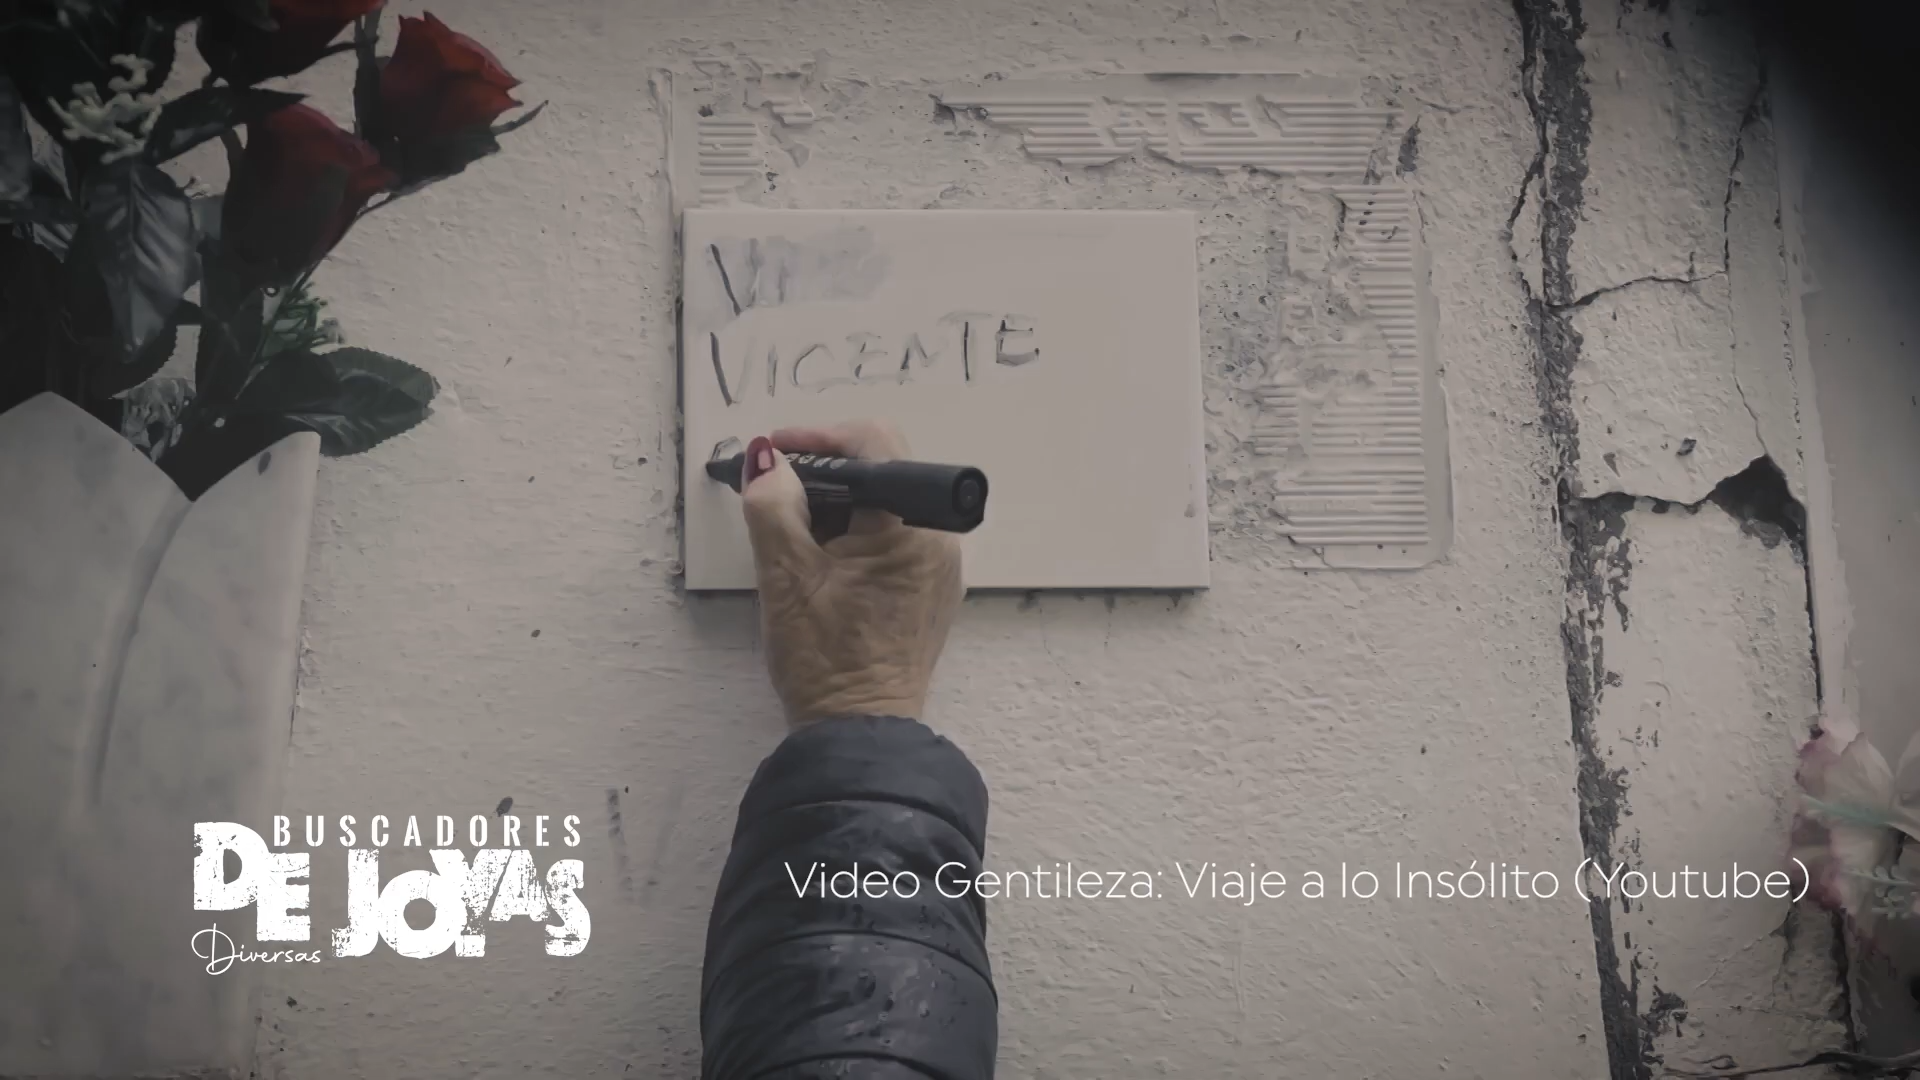 VICENTE
BUSCADORES
DE JOYAS
Diversas
Video Gentileza: Viaje a lo Insólito (Youtube)